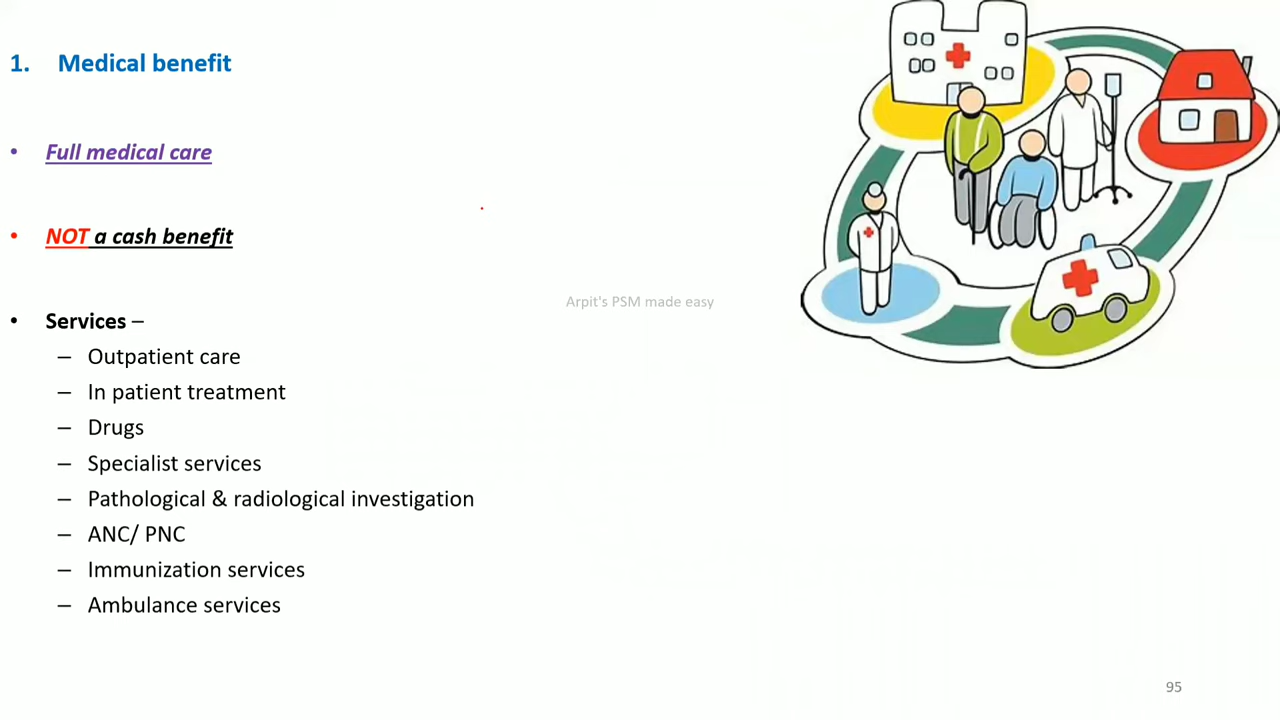 1. Medical benefit
• Full medical care
• NOT a cash benefit
Arpit's PSM made easy
• Services –
– Outpatient care
– In patient treatment
– Drugs
– Specialist services
– Pathological & radiological investigation
– ANC/ PNC
– Immunization services
– Ambulance services
95